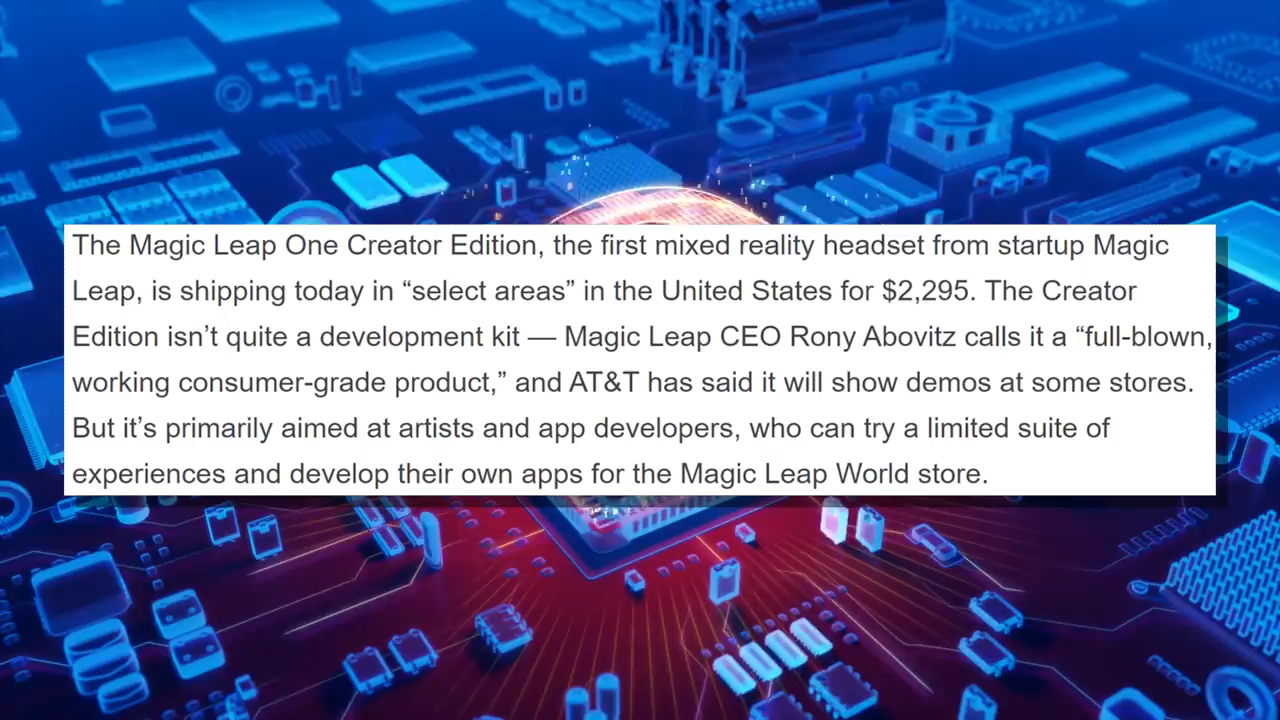 The Magic Leap One Creator Edition, the first mixed reality headset from startup Magic
Leap, is shipping today in “select areas” in the United States for $2,295. The Creator
Edition isn’t quite a development kit — Magic Leap CEO Rony Abovitz calls it a “full-blown,
working consumer-grade product,” and AT&T has said it will show demos at some stores.
But it’s primarily aimed at artists and app developers, who can try a limited suite of
experiences and develop their own apps for the Magic Leap World store.